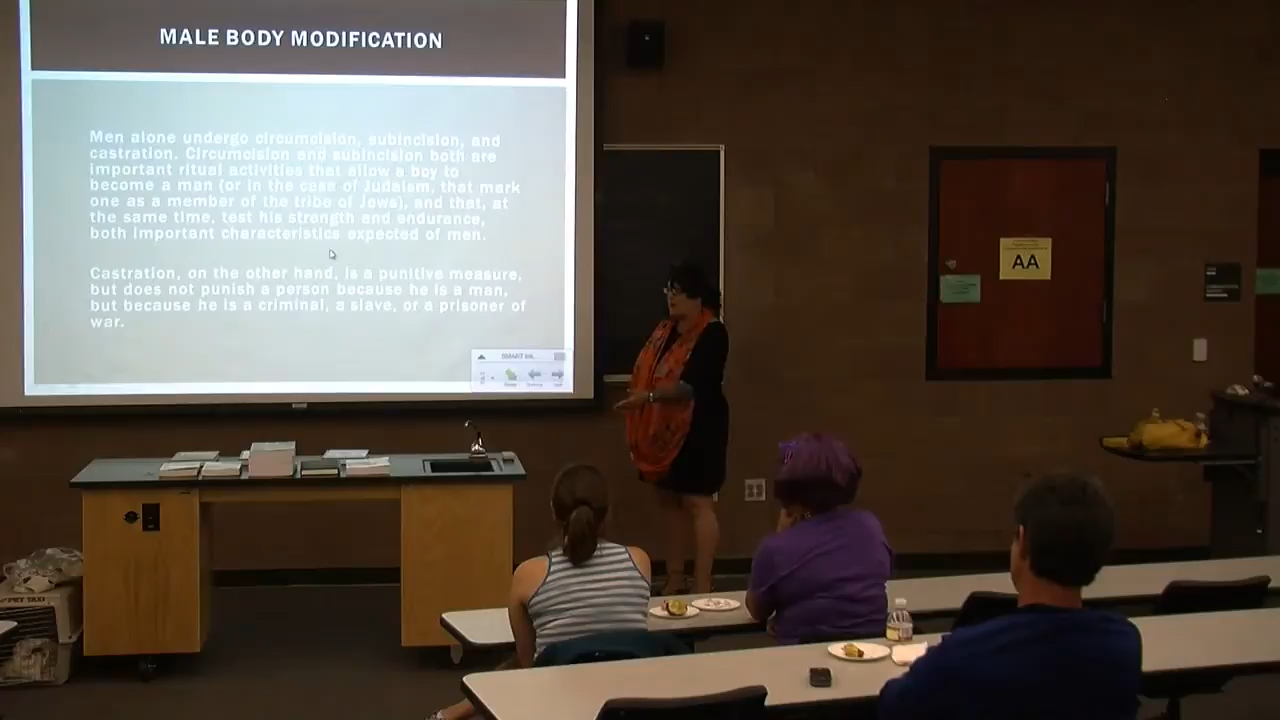 MALE BODY MODIFICATION
Men alone undergo circumcision, subincision, and
castration. Circumcision and subincision both are
important ritual activities that allow a boy to
become a man (or in the case of Judaism, that mark
one as a member of the tribe of Jews), and that, at
the same time, test his strength and endurance,
both important characteristics expected of men.
Castration, on the other hand, is a punitive measure,
but does not punish a person because he is a man,
but because he is a criminal, a slave, or a prisoner of
war.
SMART Ink
AA
PET TAXI